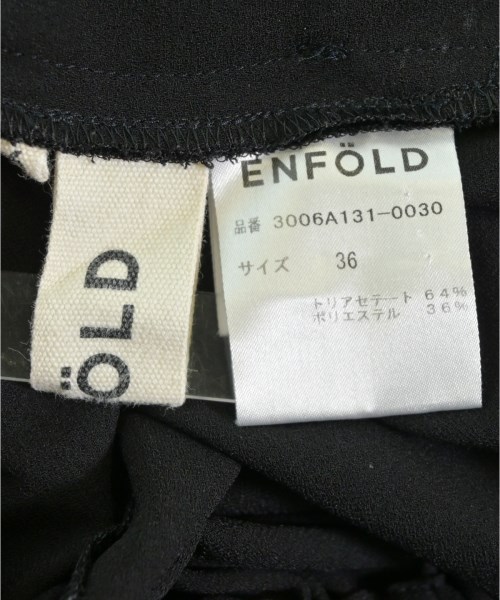 ÖLD
ENFÖLD
品番 3006A131-0030
サイズ 36
トリアセテート 64%
ポリエステル 36%